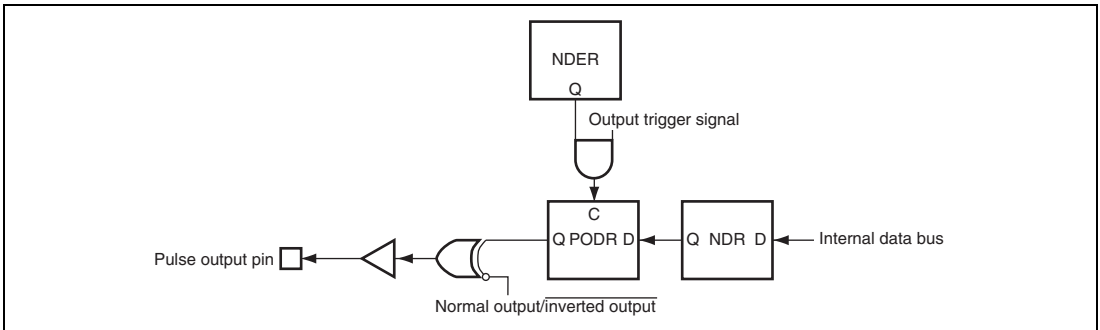 NDER
Q
Output trigger signal
C
Q PODR D
Q NDR D
Internal data bus
Pulse output pin
Normal output/inverted output